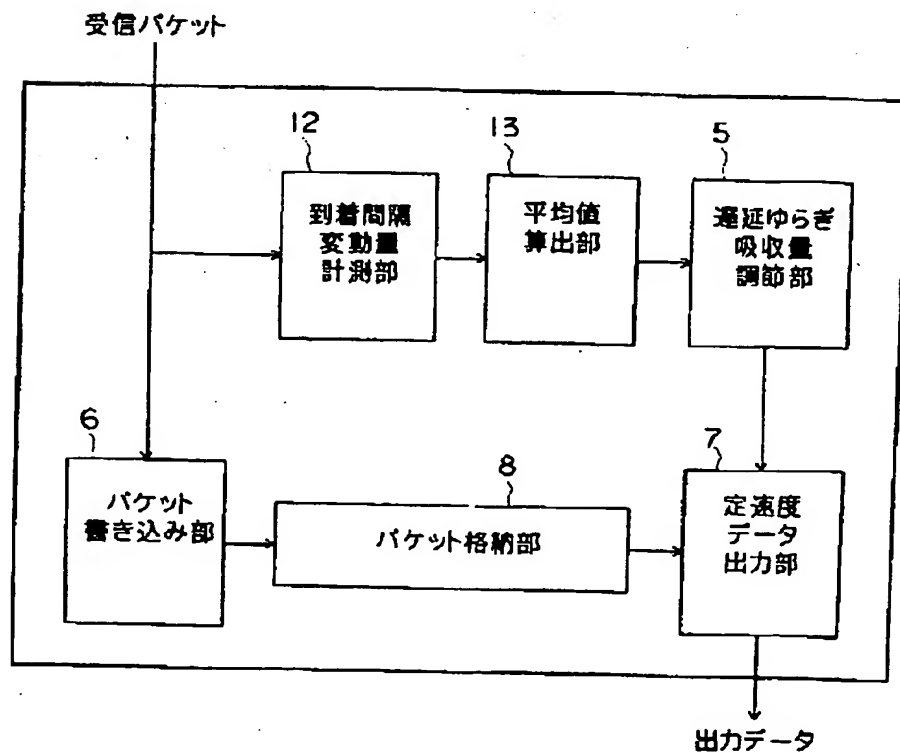 受信パケット
12
到着間隔
変動量
計測部
13
平均値
算出部
5
遅延ゆらぎ
吸収量
調節部
6
パケット
書き込み部
8
パケット格納部
7
定速度
データ
出力部
出力データ